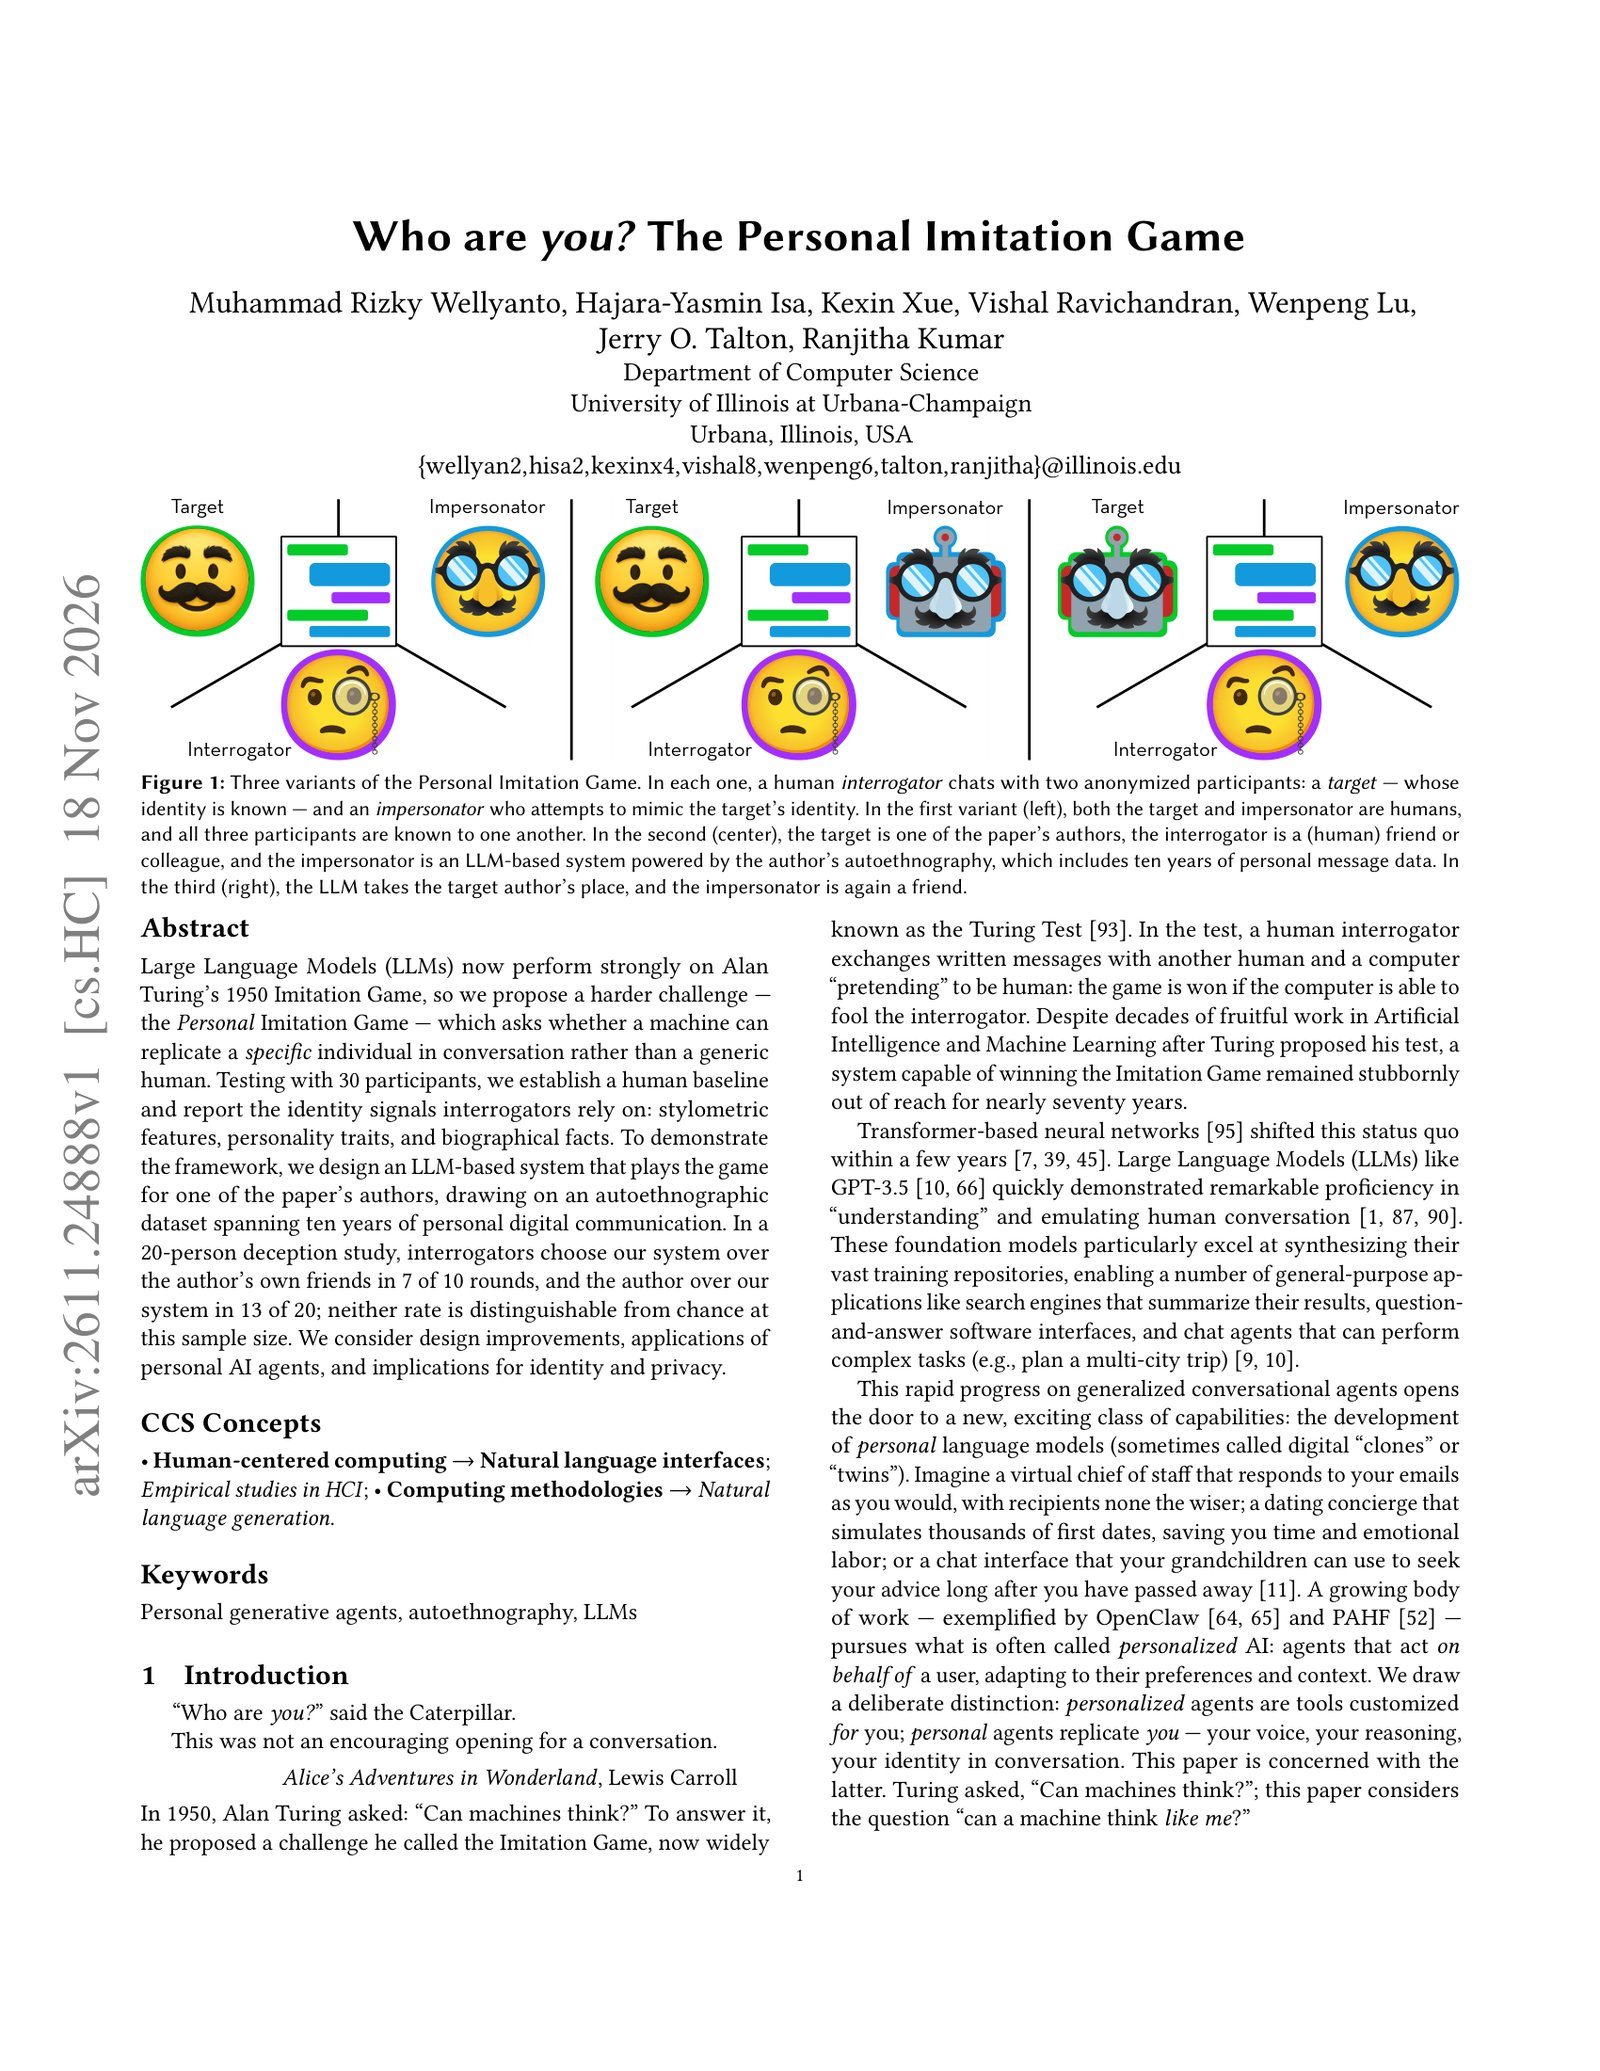 arXiv:2611.24888v1 [cs.HC] 18 Nov 2026
Who are you? The Personal Imitation Game
Muhammad Rizky Wellyanto, Hajara-Yasmin Isa, Kexin Xue, Vishal Ravichandran, Wenpeng Lu,
Jerry O. Talton, Ranjitha Kumar
Department of Computer Science
University of Illinois at Urbana-Champaign
Urbana, Illinois, USA
{wellyan2,hisa2,kexinx4,vishal8,wenpeng6,talton,ranjitha}@illinois.edu
Target
Impersonator
Interrogator
Target
Impersonator
Interrogator
Target
Impersonator
Interrogator
Figure 1: Three variants of the Personal Imitation Game. In each one, a human interrogator chats with two anonymized participants: a target — whose
identity is known — and an impersonator who attempts to mimic the target's identity. In the first variant (left), both the target and impersonator are humans,
and all three participants are known to one another. In the second (center), the target is one of the paper's authors, the interrogator is a (human) friend or
colleague, and the impersonator is an LLM-based system powered by the author's autoethnography, which includes ten years of personal message data. In
the third (right), the LLM takes the target author's place, and the impersonator is again a friend.
Abstract
Large Language Models (LLMs) now perform strongly on Alan
Turing's 1950 Imitation Game, so we propose a harder challenge —
the Personal Imitation Game — which asks whether a machine can
replicate a specific individual in conversation rather than a generic
human. Testing with 30 participants, we establish a human baseline
and report the identity signals interrogators rely on: stylometric
features, personality traits, and biographical facts. To demonstrate
the framework, we design an LLM-based system that plays the game
for one of the paper's authors, drawing on an autoethnographic
dataset spanning ten years of personal digital communication. In a
20-person deception study, interrogators choose our system over
the author's own friends in 7 of 10 rounds, and the author over our
system in 13 of 20; neither rate is distinguishable from chance at
this sample size. We consider design improvements, applications of
personal AI agents, and implications for identity and privacy.
CCS Concepts
• Human-centered computing → Natural language interfaces;
Empirical studies in HCI; • Computing methodologies → Natural
language generation.
Keywords
Personal generative agents, autoethnography, LLMs
1 Introduction
“Who are you?” said the Caterpillar.
This was not an encouraging opening for a conversation.
Alice's Adventures in Wonderland, Lewis Carroll
In 1950, Alan Turing asked: “Can machines think?” To answer it,
he proposed a challenge he called the Imitation Game, now widely
known as the Turing Test [93]. In the test, a human interrogator
exchanges written messages with another human and a computer
“pretending” to be human: the game is won if the computer is able to
fool the interrogator. Despite decades of fruitful work in Artificial
Intelligence and Machine Learning after Turing proposed his test, a
system capable of winning the Imitation Game remained stubbornly
out of reach for nearly seventy years.
Transformer-based neural networks [95] shifted this status quo
within a few years [7, 39, 45]. Large Language Models (LLMs) like
GPT-3.5 [10, 66] quickly demonstrated remarkable proficiency in
“understanding” and emulating human conversation [1, 87, 90].
These foundation models particularly excel at synthesizing their
vast training repositories, enabling a number of general-purpose ap-
plications like search engines that summarize their results, question-
and-answer software interfaces, and chat agents that can perform
complex tasks (e.g., plan a multi-city trip) [9, 10].
This rapid progress on generalized conversational agents opens
the door to a new, exciting class of capabilities: the development
of personal language models (sometimes called digital “clones” or
“twins”). Imagine a virtual chief of staff that responds to your emails
as you would, with recipients none the wiser; a dating concierge that
simulates thousands of first dates, saving you time and emotional
labor; or a chat interface that your grandchildren can use to seek
your advice long after you have passed away [11]. A growing body
of work — exemplified by OpenClaw [64, 65] and PAHF [52] —
pursues what is often called personalized AI: agents that act on
behalf of a user, adapting to their preferences and context. We draw
a deliberate distinction: personalized agents are tools customized
for you; personal agents replicate you — your voice, your reasoning,
your identity in conversation. This paper is concerned with the
latter. Turing asked, “Can machines think?”; this paper considers
the question “can a machine think like me?”
1